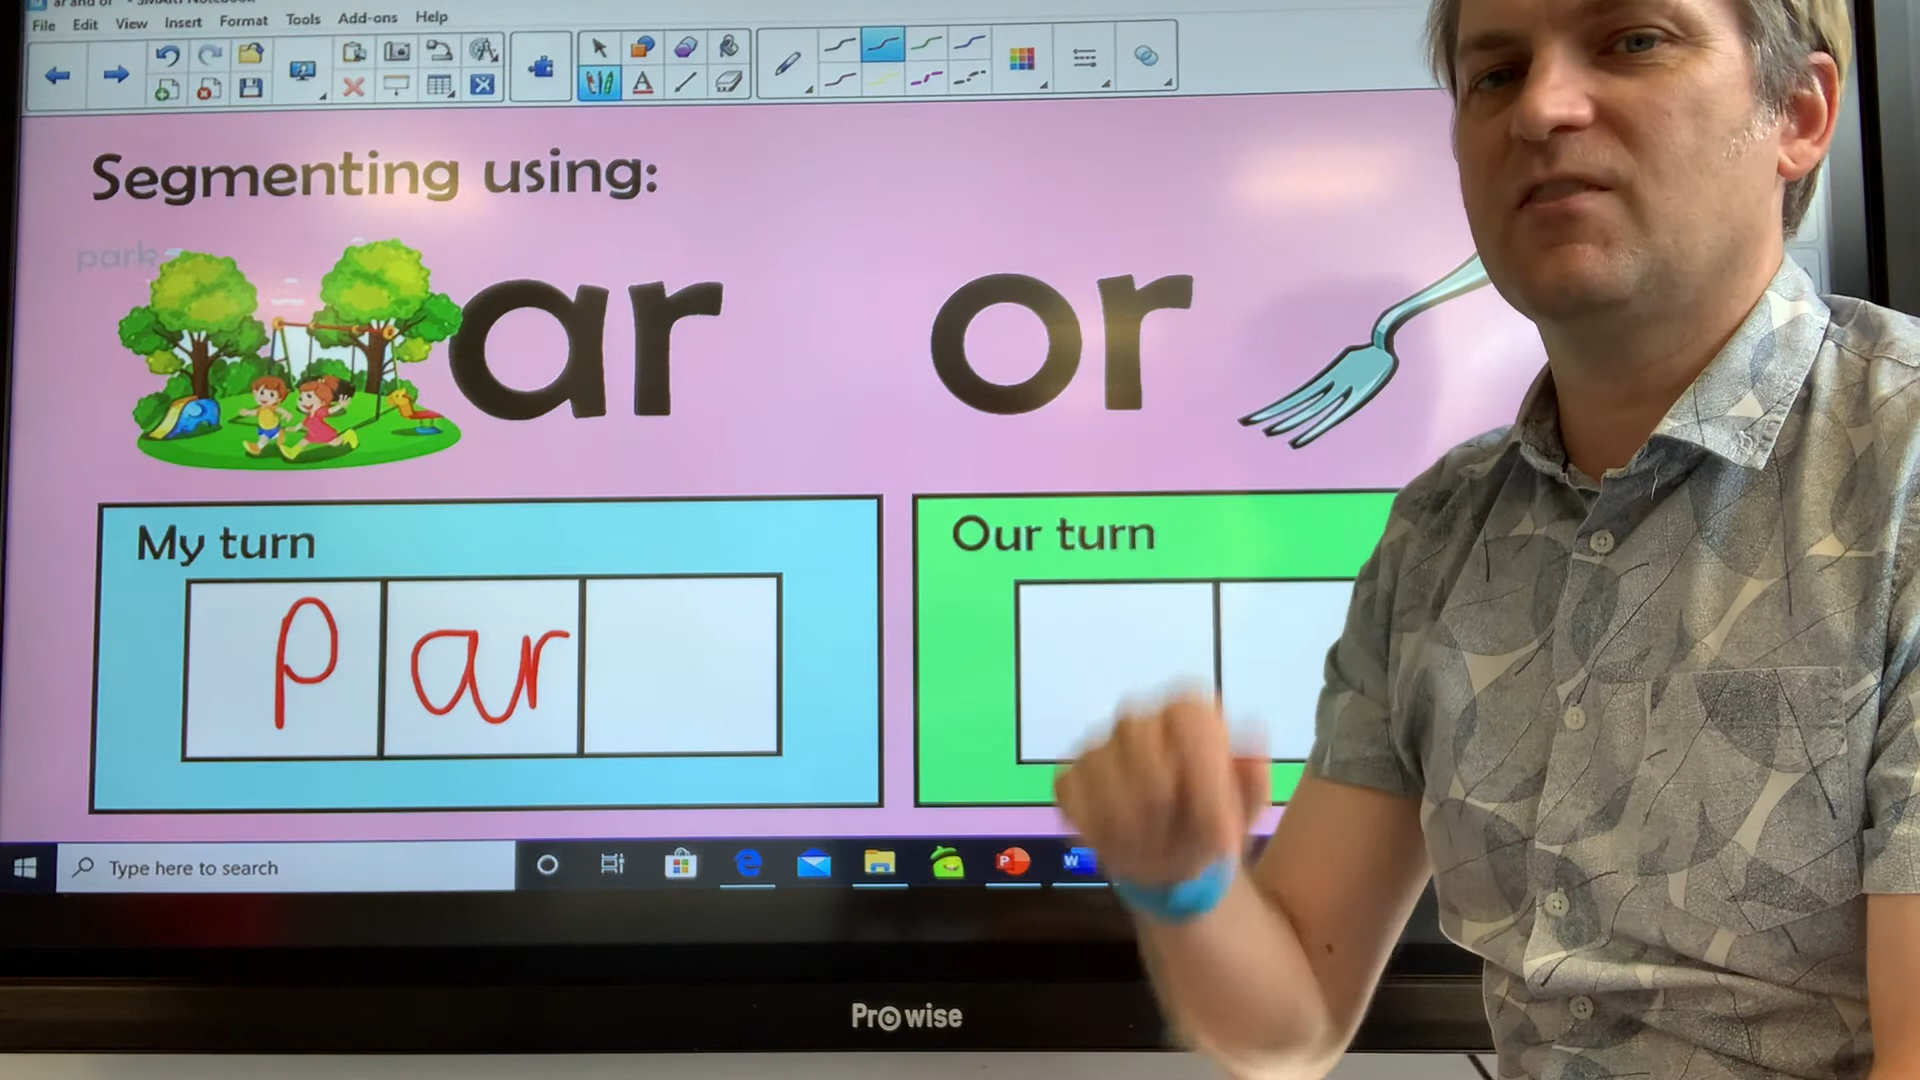 File Edit View Insert Format Tools Add-ons Help
Segmenting using:
park
ar or
My turn
Our turn
p ar
Type here to search
Prowise